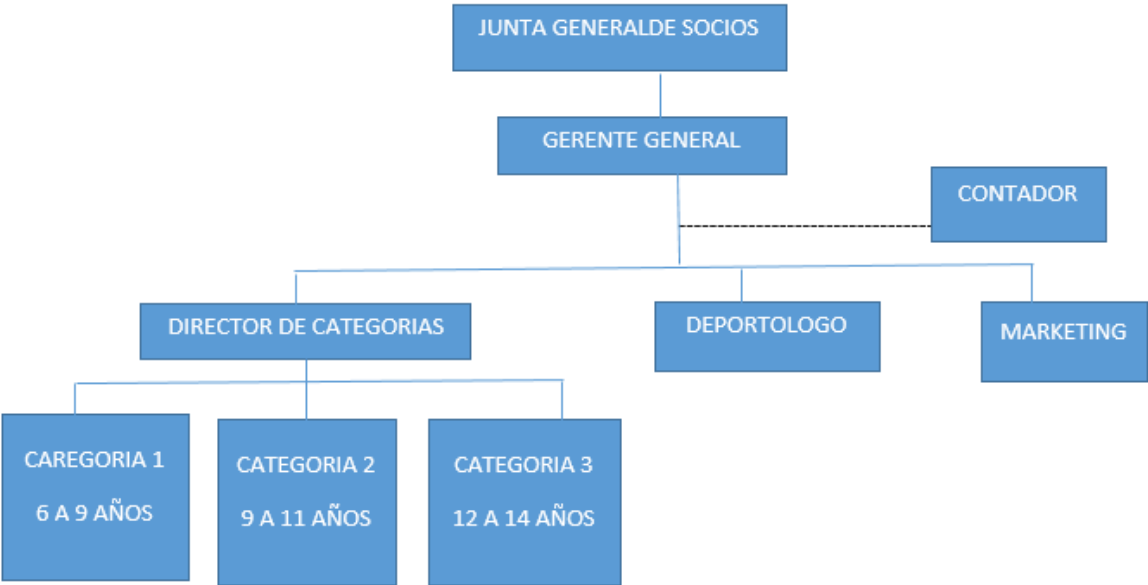 JUNTA GENERALDE SOCIOS
GERENTE GENERAL
CONTADOR
DIRECTOR DE CATEGORIAS
DEPORTOLOGO
MARKETING
CAREGORIA 1
6 A 9 AÑOS
CATEGORIA 2
9 A 11 AÑOS
CATEGORIA 3
12 A 14 AÑOS